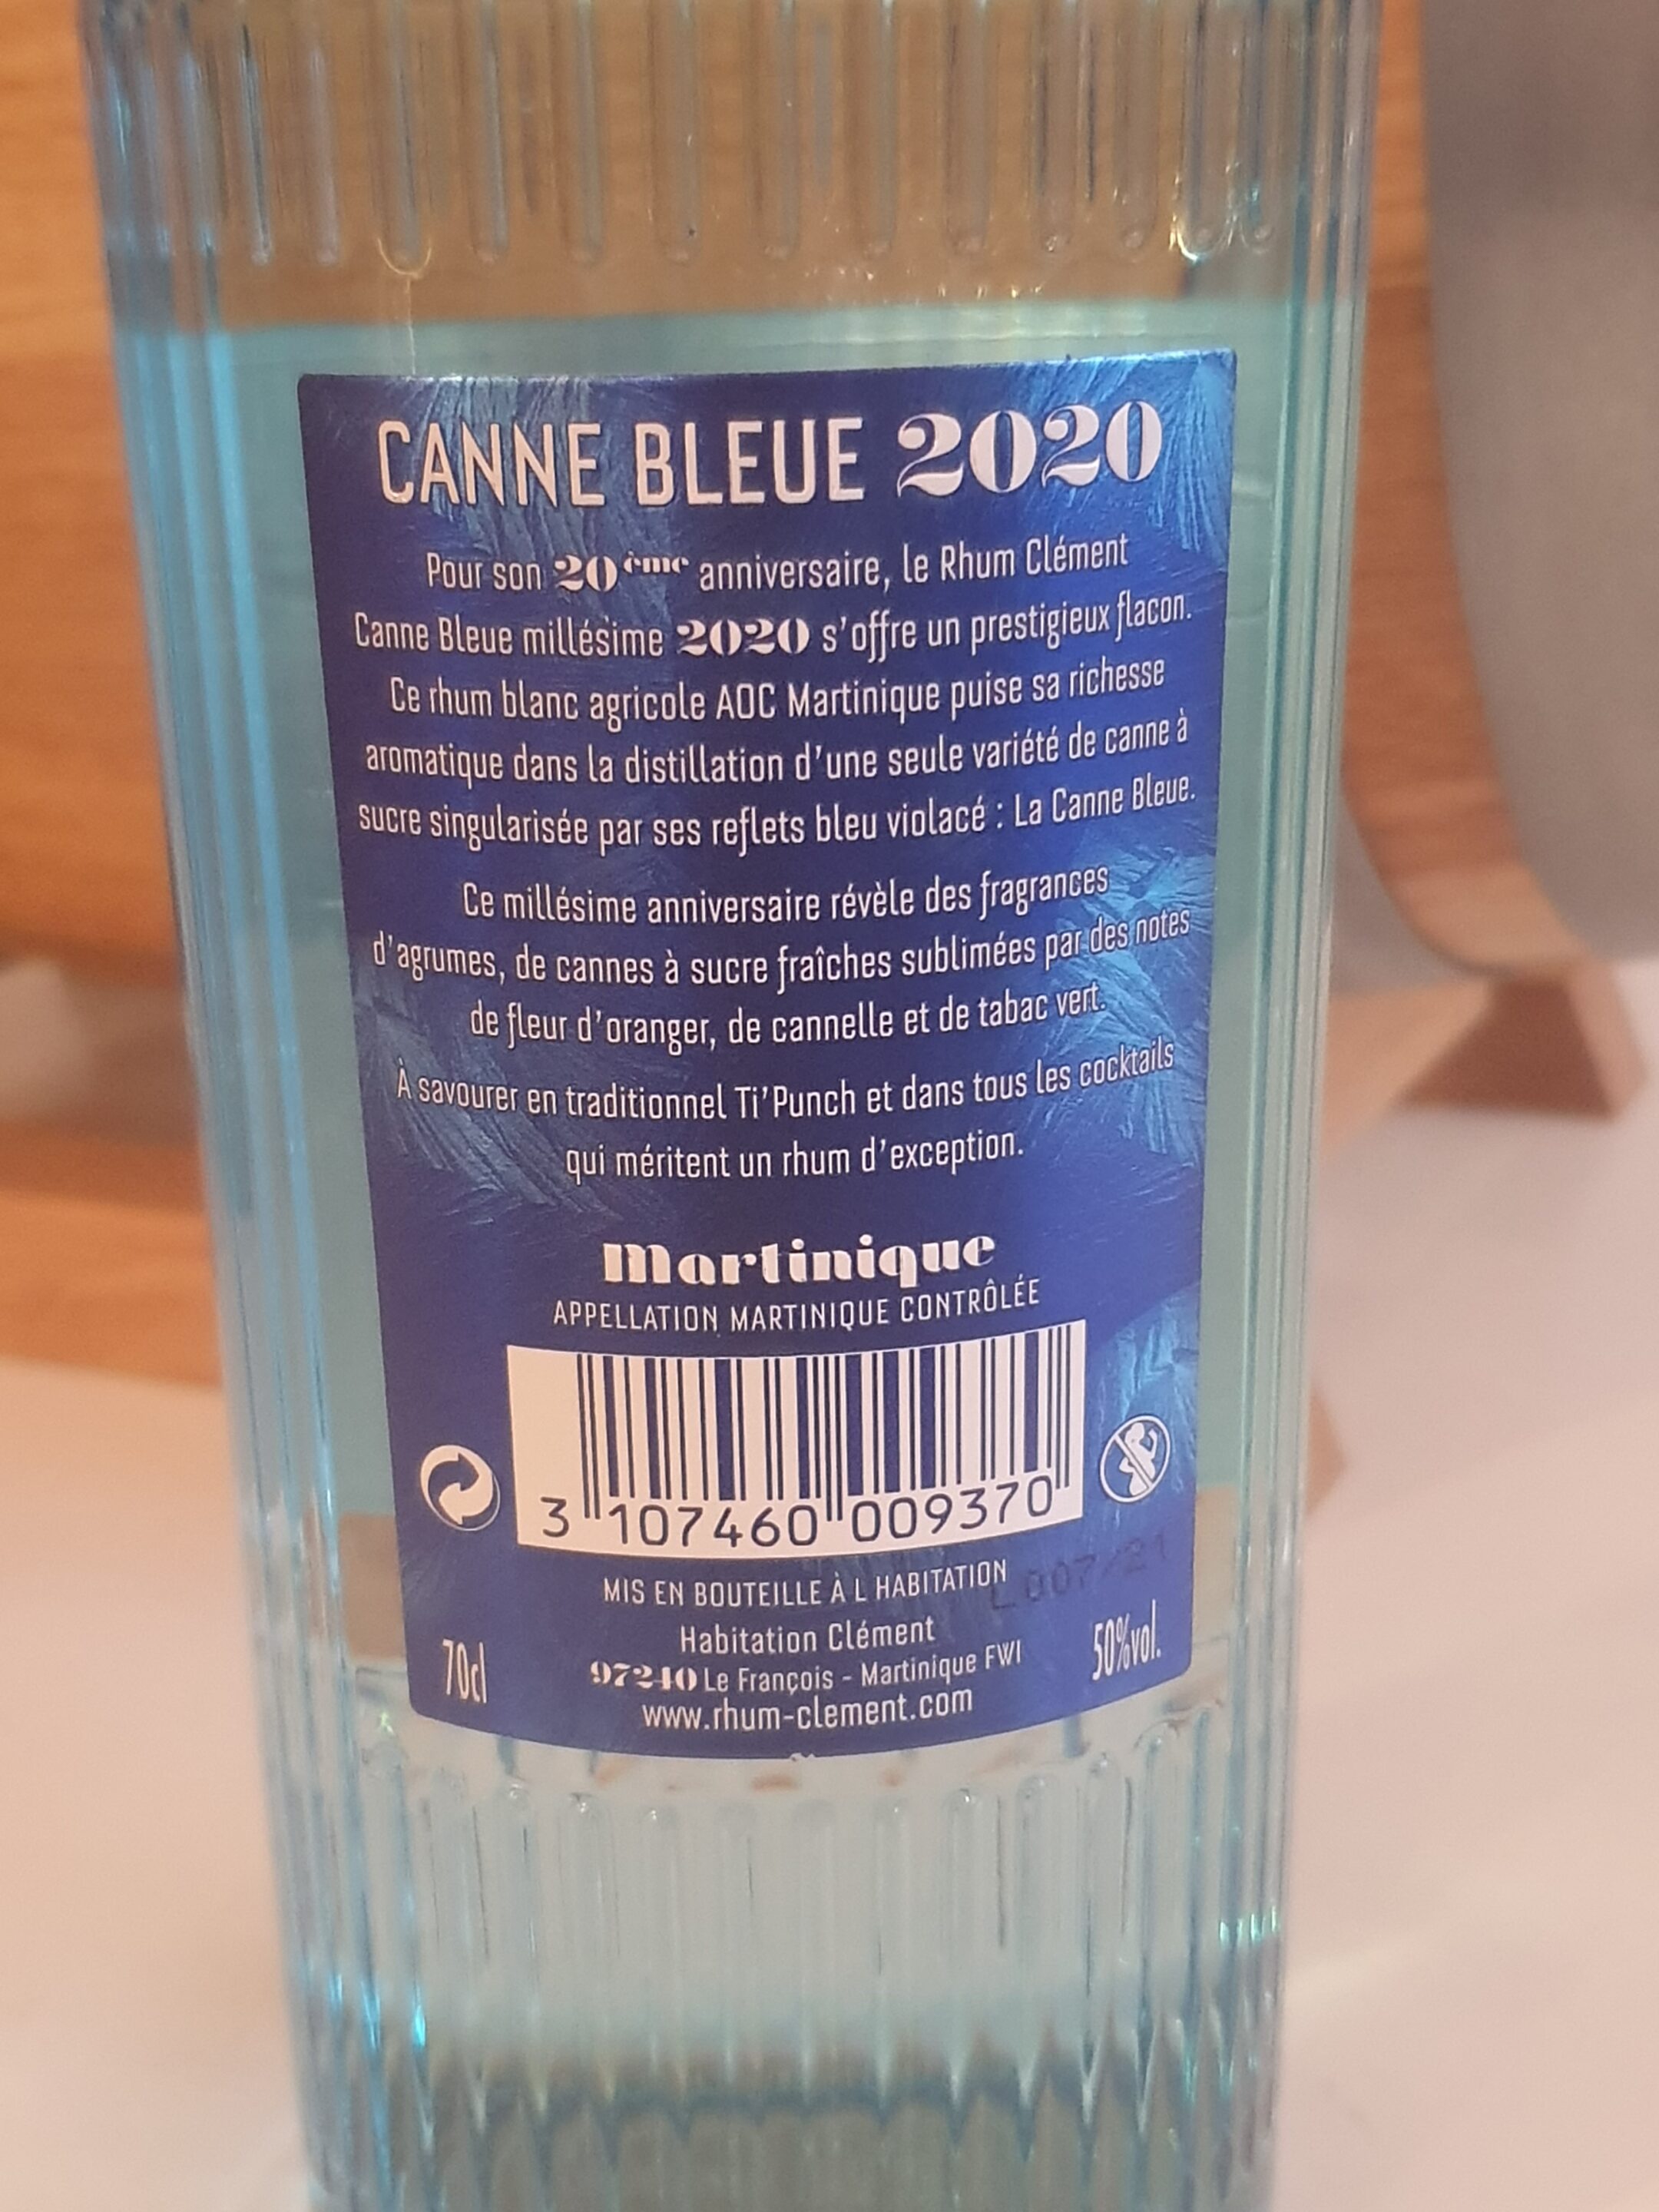 CANNE BLEUE 2020
Pour son 20ème anniversaire, le Rhum Clément
Canne Bleue millésime 2020 s'offre un prestigieux flacon.
Ce rhum blanc agricole AOC Martinique puise sa richesse
aromatique dans la distillation d'une seule variété de canne à
sucre singularisée par ses reflets bleu violacé : La Canne Bleue.
Ce millésime anniversaire révèle des fragrances
d'agrumes, de cannes à sucre fraîches sublimées par des notes
de fleur d'oranger, de cannelle et de tabac vert.
À savourer en traditionnel Ti'Punch et dans tous les cocktails
qui méritent un rhum d'exception.
Martinique
APPELLATION MARTINIQUE CONTRÔLÉE
3 107460 009370
L007/21
MIS EN BOUTEILLE À L HABITATION
Habitation Clément
97240 Le François - Martinique FWI
www.rhum-clement.com
70cl
50%vol.